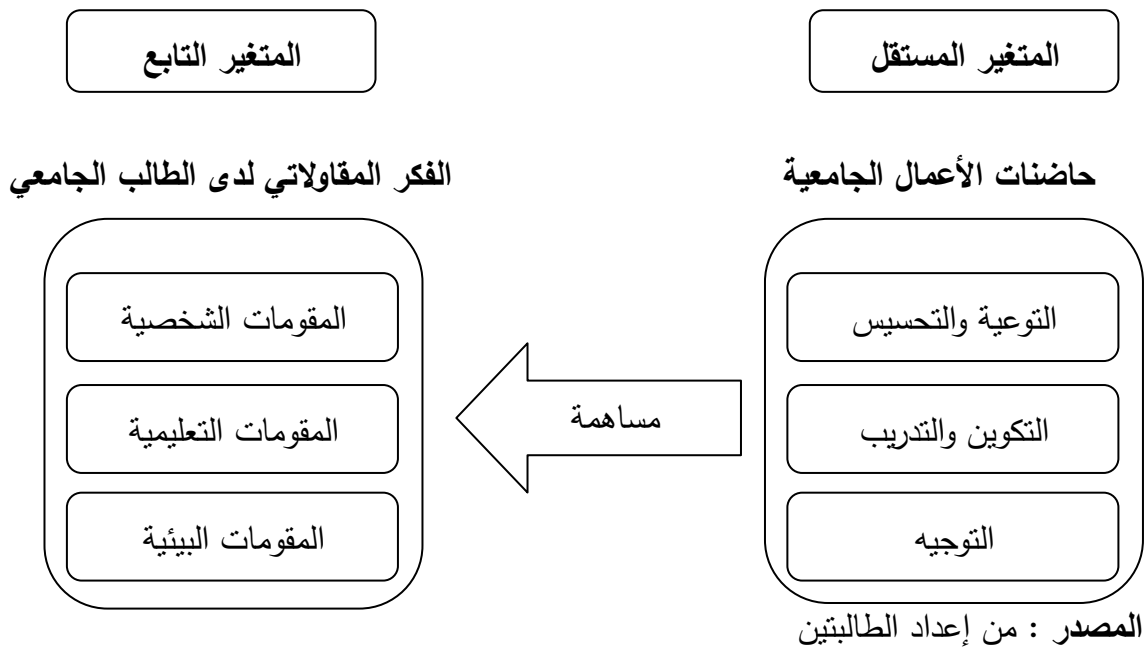 المتغير المستقل
المتغير التابع
حاضنات الأعمال الجامعية
الفكر المقاولاتي لدى الطالب الجامعي
التوعية والتحسيس
التكوين والتدريب
التوجيه
مساهمة
المقومات الشخصية
المقومات التعليمية
المقومات البيئية
المصدر : من إعداد الطالبتين